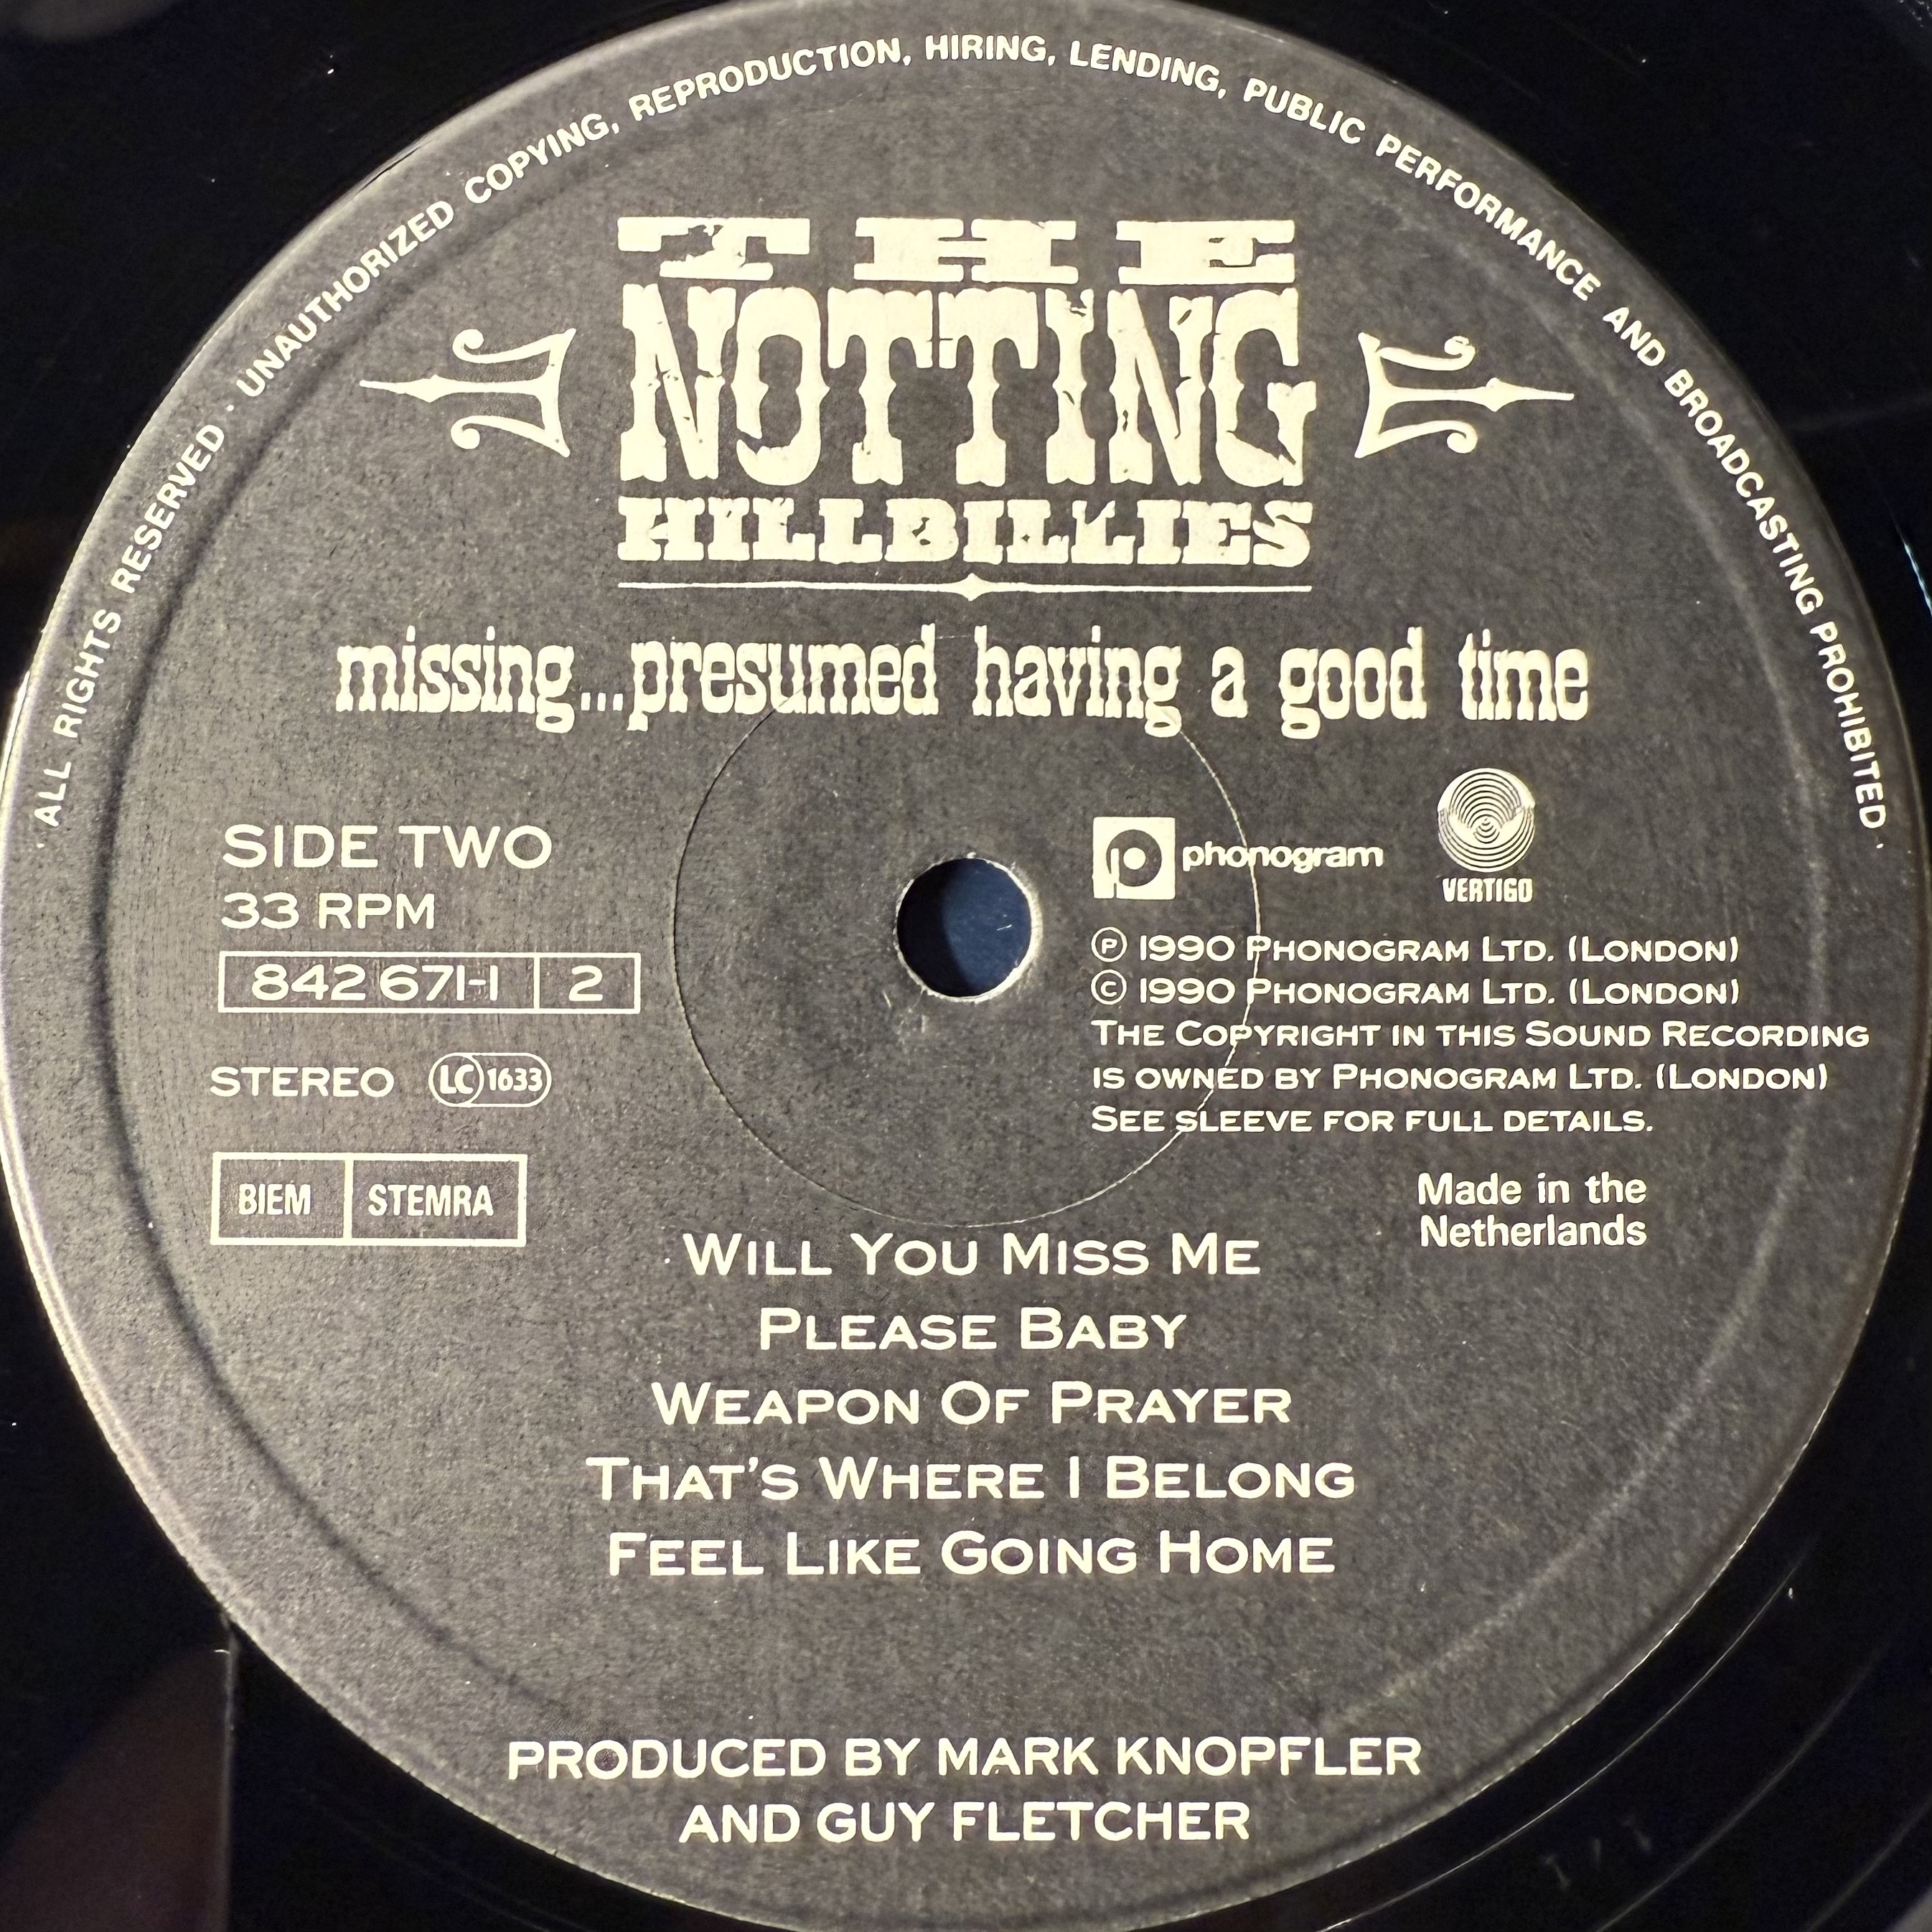 · ALL RIGHTS RESERVED · UNAUTHORIZED COPYING, REPRODUCTION, HIRING, LENDING, PUBLIC PERFORMANCE AND BROADCASTING PROHIBITED ·
THE
NOTTING
HILLBILLIES
missing...presumed having a good time
SIDE TWO
33 RPM
842 671-1 2
STEREO LC 1633
BIEM STEMRA
phonogram
VERTIGO
Ⓟ 1990 PHONOGRAM LTD. (LONDON)
© 1990 PHONOGRAM LTD. (LONDON)
THE COPYRIGHT IN THIS SOUND RECORDING
IS OWNED BY PHONOGRAM LTD. (LONDON)
SEE SLEEVE FOR FULL DETAILS.
Made in the
Netherlands
WILL YOU MISS ME
PLEASE BABY
WEAPON OF PRAYER
THAT'S WHERE I BELONG
FEEL LIKE GOING HOME
PRODUCED BY MARK KNOPFLER
AND GUY FLETCHER